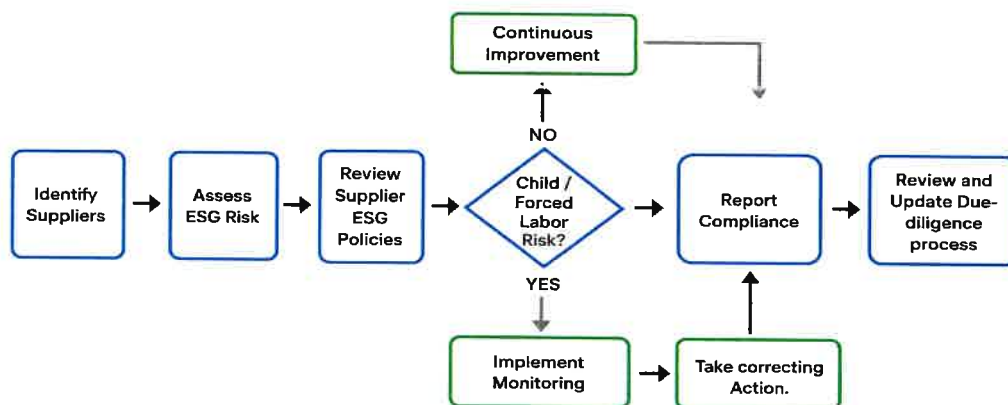 Continuous
Improvement
NO
Identify
Suppliers
Assess
ESG Risk
Review
Supplier
ESG
Policies
Child /
Forced
Labor
Risk?
Report
Compliance
Review and
Update Due-
diligence
process
YES
Implement
Monitoring
Take correcting
Action.